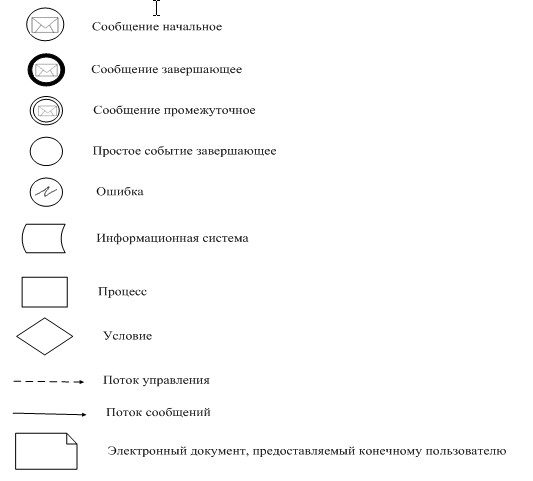 Сообщение начальное
Сообщение завершающее
Сообщение промежуточное
Простое событие завершающее
Ошибка
Информационная система
Процесс
Условие
Поток управления
Поток сообщений
Электронный документ, предоставляемый конечному пользователю